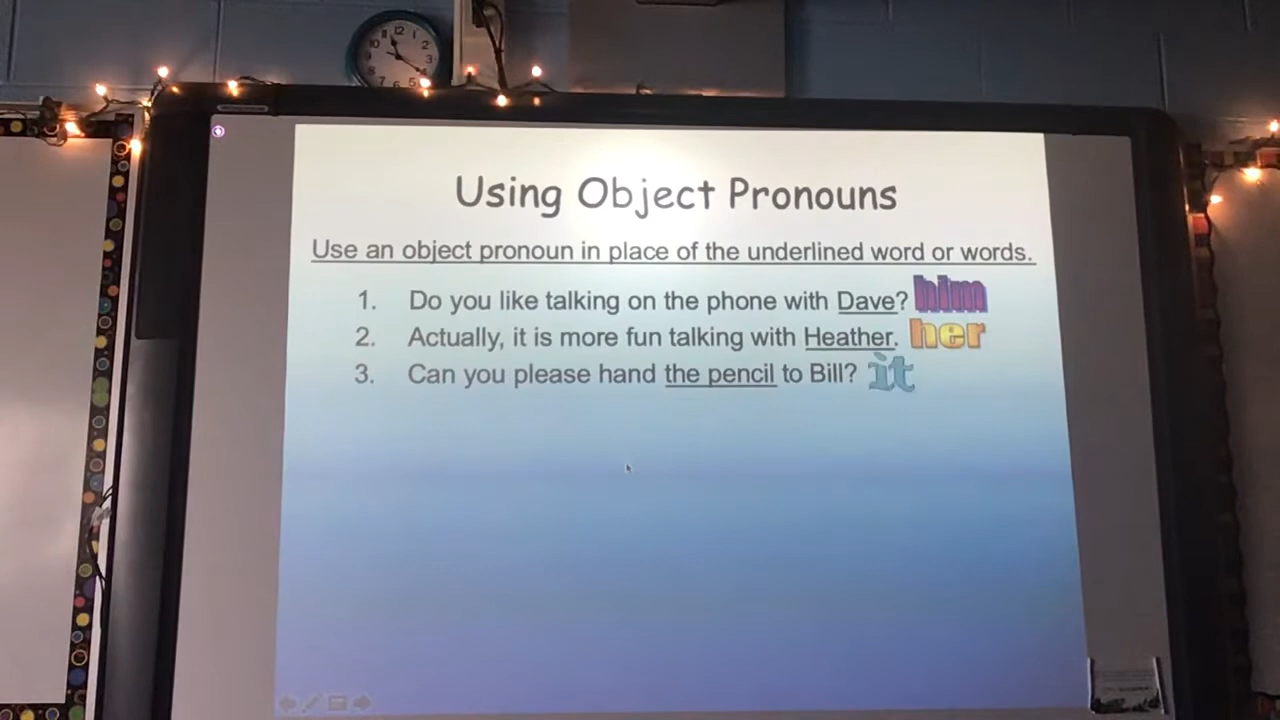 Using Object Pronouns
Use an object pronoun in place of the underlined word or words.
1. Do you like talking on the phone with Dave? him
2. Actually, it is more fun talking with Heather. her
3. Can you please hand the pencil to Bill? it